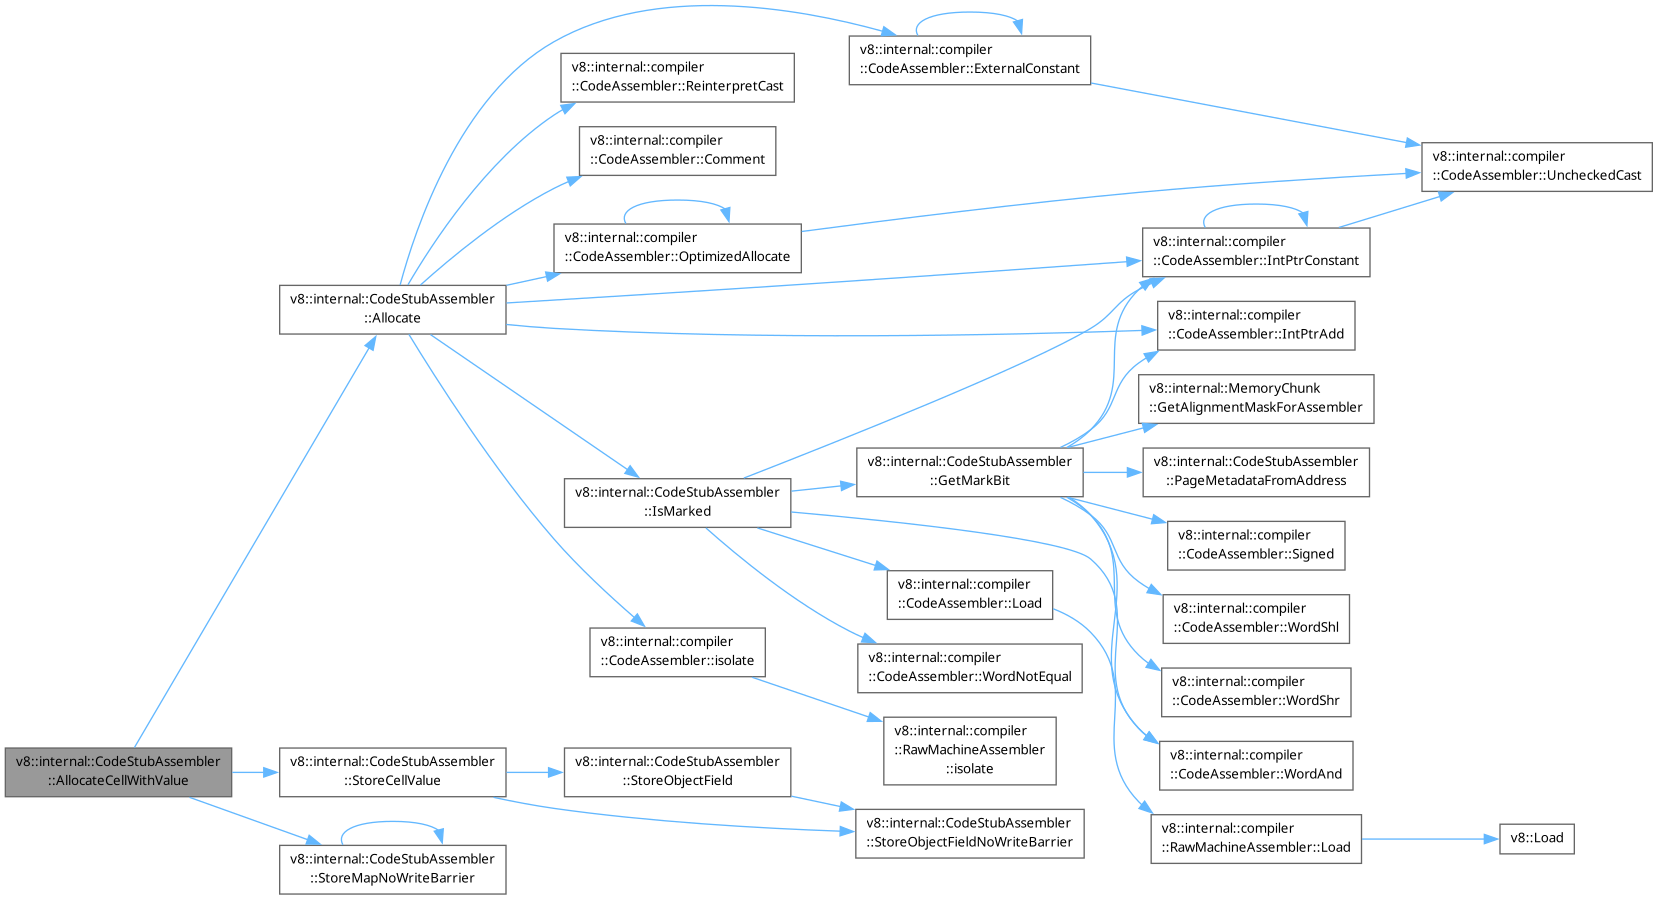 v8::internal::compiler
::CodeAssembler::ExternalConstant
v8::internal::compiler
::CodeAssembler::ReinterpretCast
v8::internal::compiler
::CodeAssembler::Comment
v8::internal::compiler
::CodeAssembler::UncheckedCast
v8::internal::compiler
::CodeAssembler::OptimizedAllocate
v8::internal::compiler
::CodeAssembler::IntPtrConstant
v8::internal::CodeStubAssembler
::Allocate
v8::internal::compiler
::CodeAssembler::IntPtrAdd
v8::internal::MemoryChunk
::GetAlignmentMaskForAssembler
v8::internal::CodeStubAssembler
::GetMarkBit
v8::internal::CodeStubAssembler
::PageMetadataFromAddress
v8::internal::CodeStubAssembler
::IsMarked
v8::internal::compiler
::CodeAssembler::Signed
v8::internal::compiler
::CodeAssembler::Load
v8::internal::compiler
::CodeAssembler::WordShl
v8::internal::compiler
::CodeAssembler::isolate
v8::internal::compiler
::CodeAssembler::WordNotEqual
v8::internal::compiler
::CodeAssembler::WordShr
v8::internal::compiler
::RawMachineAssembler
::isolate
v8::internal::compiler
::CodeAssembler::WordAnd
v8::internal::CodeStubAssembler
::AllocateCellWithValue
v8::internal::CodeStubAssembler
::StoreCellValue
v8::internal::CodeStubAssembler
::StoreObjectField
v8::internal::CodeStubAssembler
::StoreObjectFieldNoWriteBarrier
v8::internal::compiler
::RawMachineAssembler::Load
v8::Load
v8::internal::CodeStubAssembler
::StoreMapNoWriteBarrier